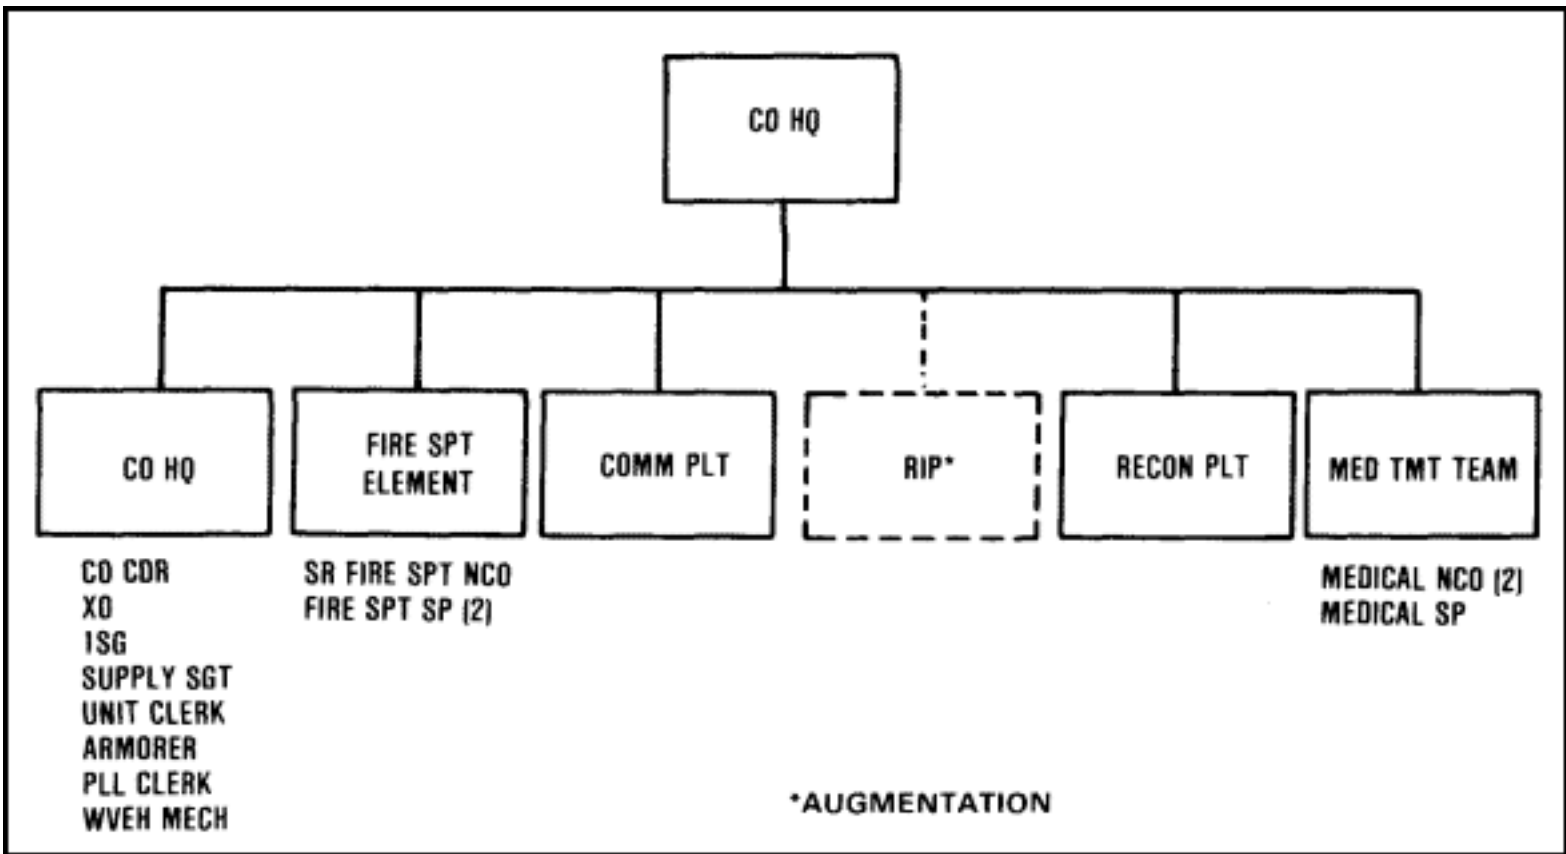 CO HQ
CO HQ
FIRE SPT
ELEMENT
COMM PLT
RIP*
RECON PLT
MED TMT TEAM
CO CDR
XO
1SG
SUPPLY SGT
UNIT CLERK
ARMORER
PLL CLERK
WVEH MECH
SR FIRE SPT NCO
FIRE SPT SP (2)
MEDICAL NCO (2)
MEDICAL SP
*AUGMENTATION